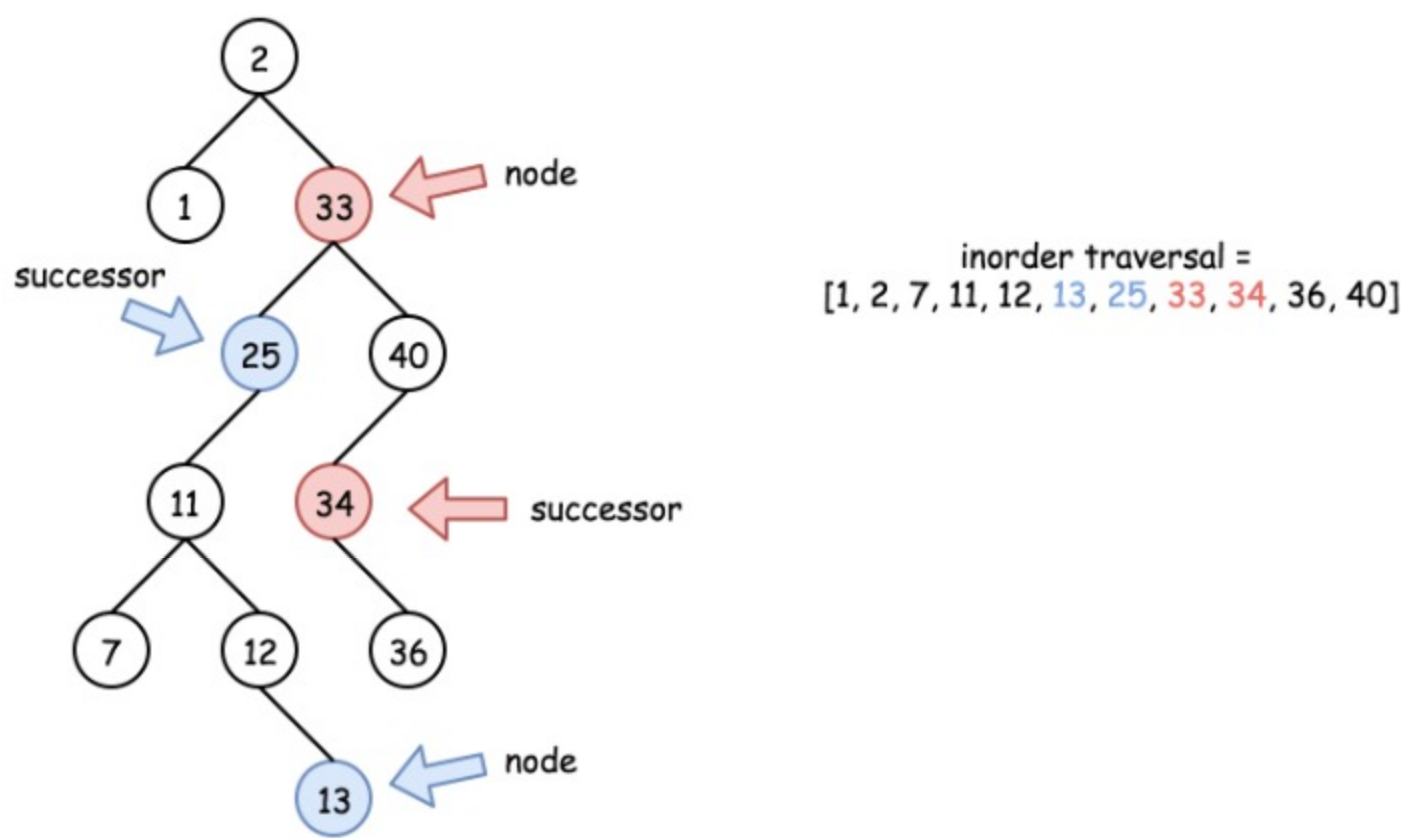 2
node
1
33
successor
inorder traversal =
[1, 2, 7, 11, 12, 13, 25, 33, 34, 36, 40]
25
40
11
34
successor
7
12
36
node
13